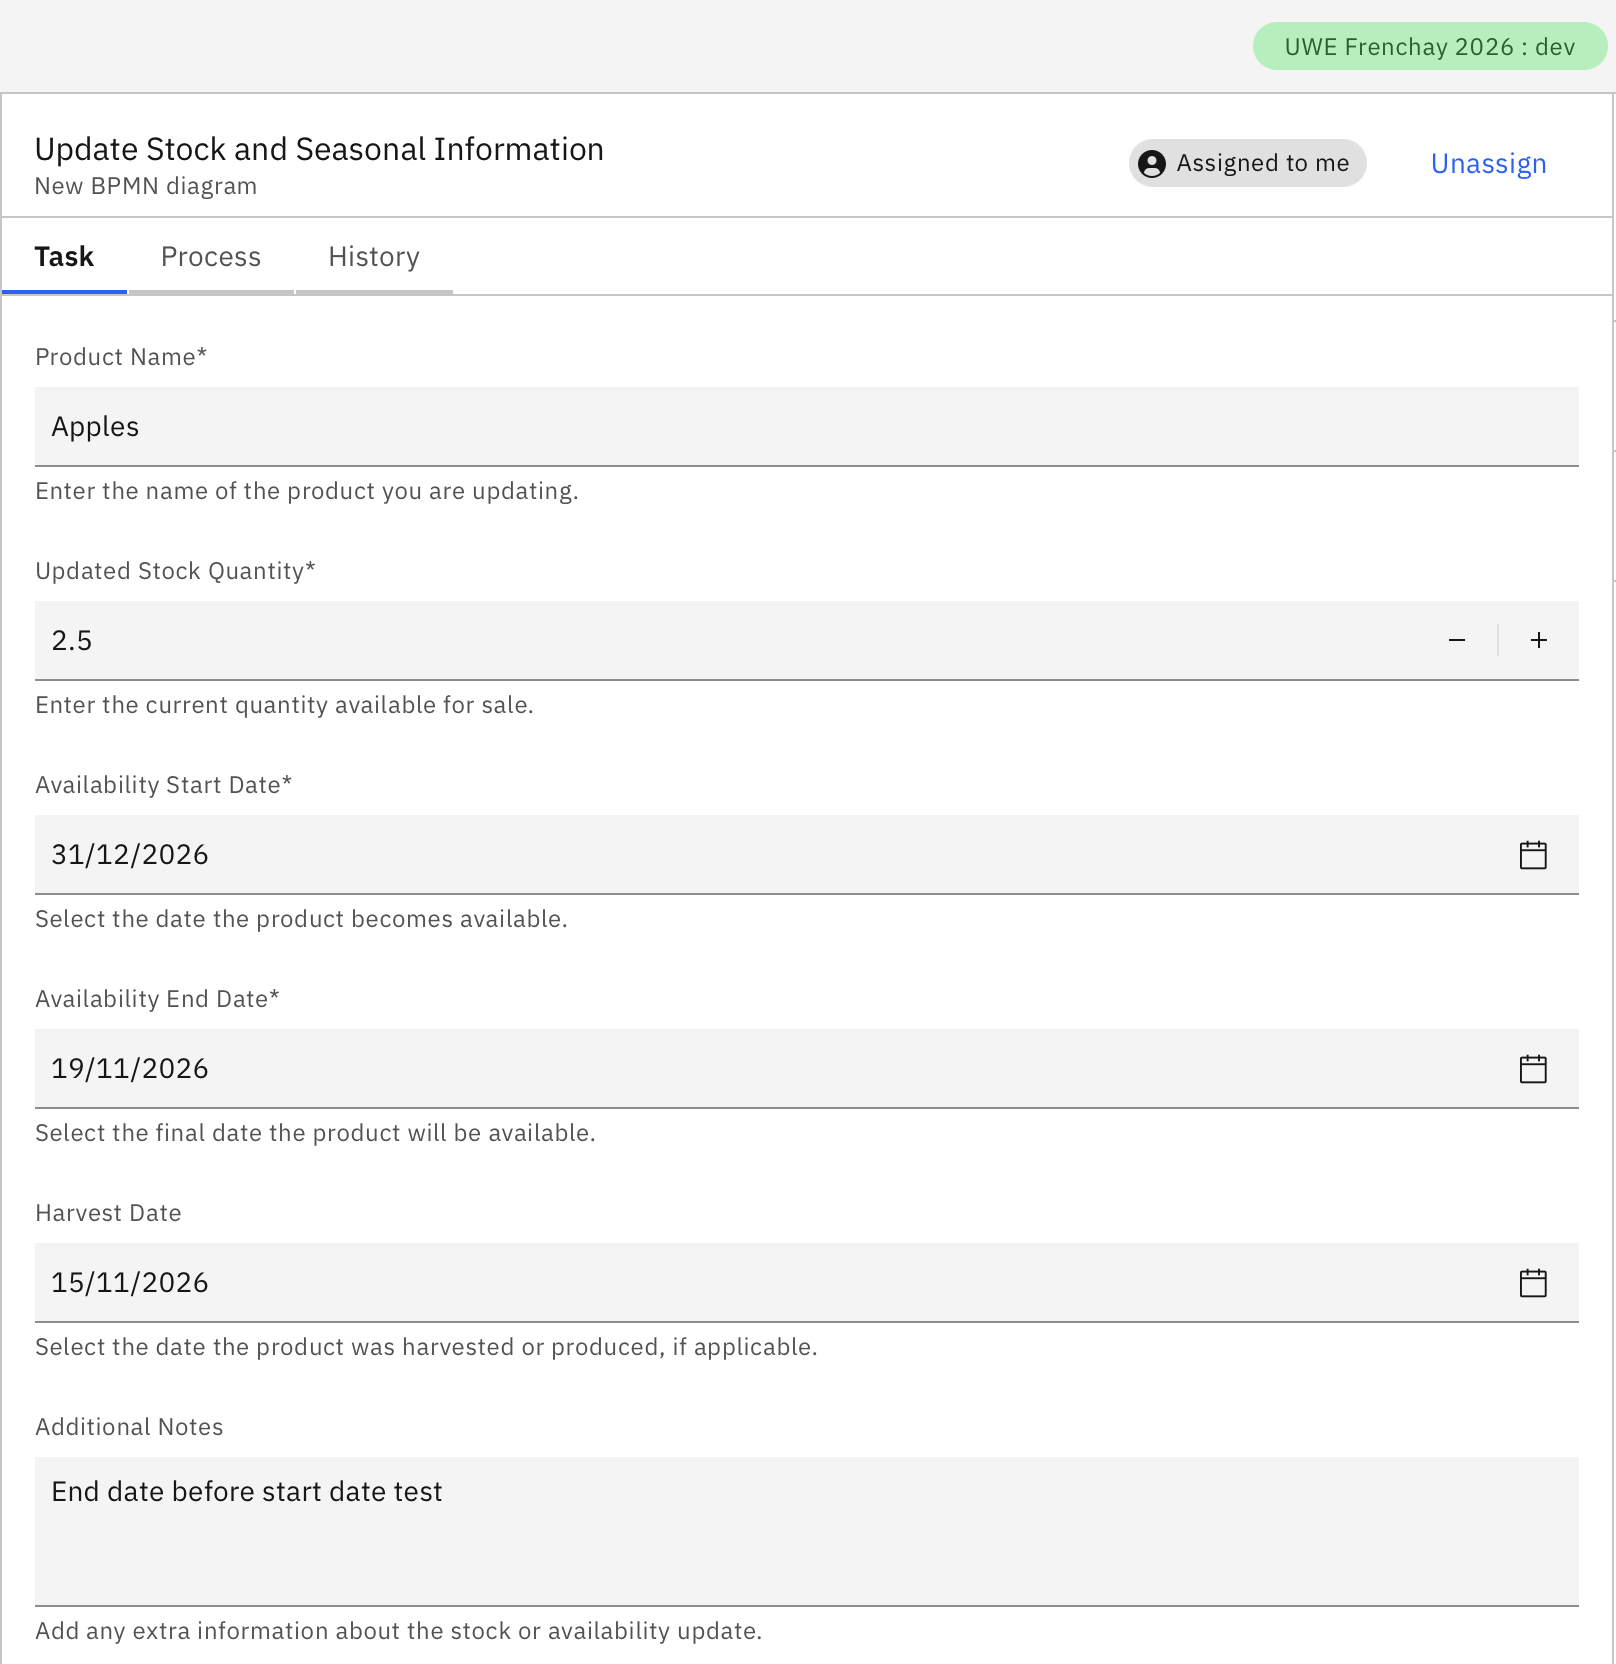 UWE Frenchay 2026 : dev
Update Stock and Seasonal Information
New BPMN diagram
Assigned to me
Unassign
Task
Process
History
Product Name*
Apples
Enter the name of the product you are updating.
Updated Stock Quantity*
2.5
Enter the current quantity available for sale.
Availability Start Date*
31/12/2026
Select the date the product becomes available.
Availability End Date*
19/11/2026
Select the final date the product will be available.
Harvest Date
15/11/2026
Select the date the product was harvested or produced, if applicable.
Additional Notes
End date before start date test
Add any extra information about the stock or availability update.